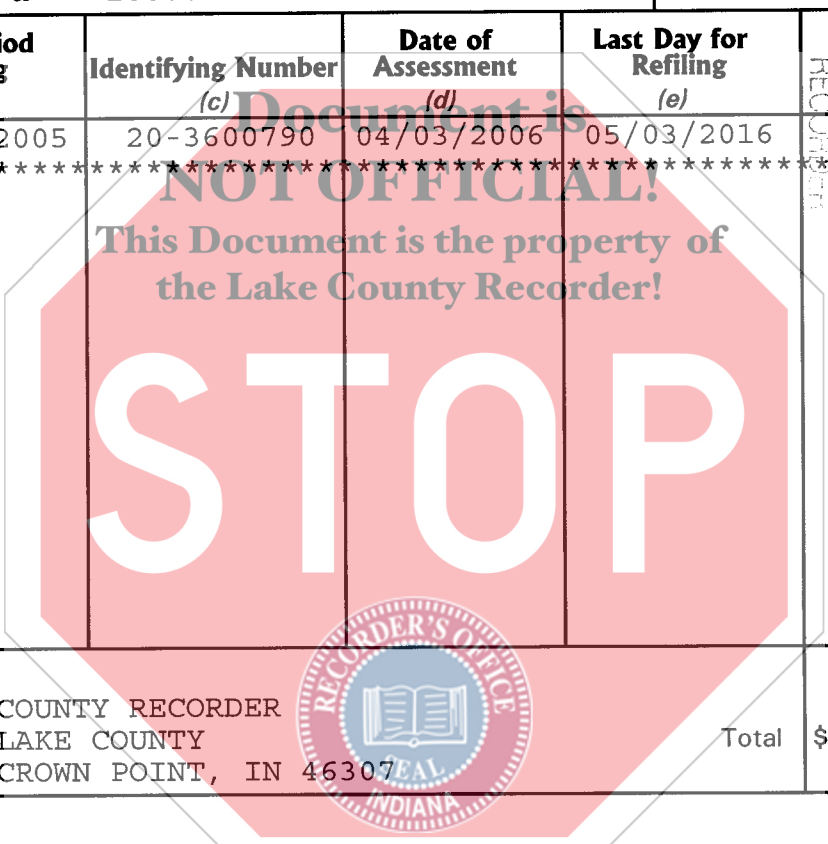 iod Date of Last Day for
g Identifying Number Assessment Refiling
(c) (d) (e)
RECORDER
Document is
2005 20-3600790 04/03/2006 05/03/2016
*************************************************
NOT OFFICIAL!
This Document is the property of
the Lake County Recorder!
STOP
RECORDER'S OFFICE
SEAL
INDIANA
COUNTY RECORDER
LAKE COUNTY Total $
CROWN POINT, IN 46307